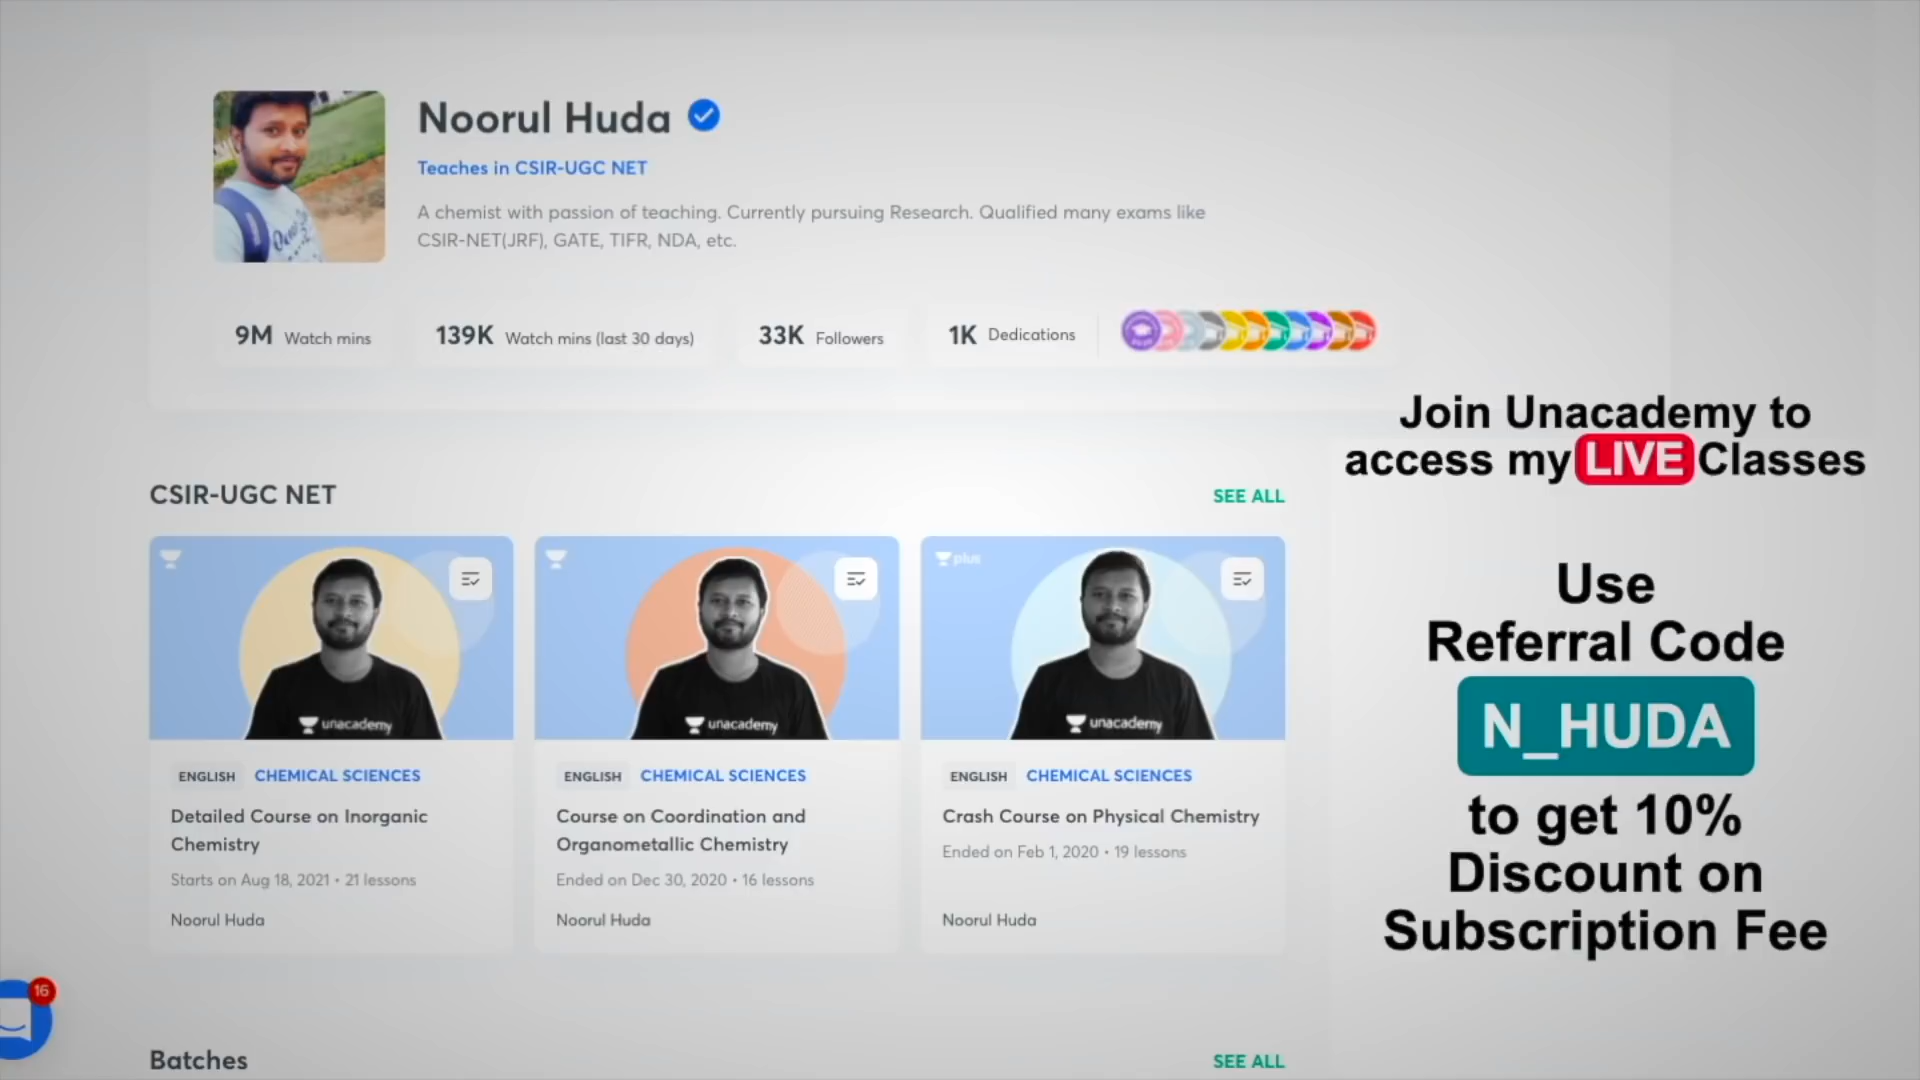 Noorul Huda
Teaches in CSIR-UGC NET
A chemist with passion of teaching. Currently pursuing Research. Qualified many exams like
CSIR-NET(JRF), GATE, TIFR, NDA, etc.
9M Watch mins
139K Watch mins (last 30 days)
33K Followers
1K Dedications
Join Unacademy to
access my LIVE Classes
Use
Referral Code
N_HUDA
to get 10%
Discount on
Subscription Fee
CSIR-UGC NET
SEE ALL
unacademy
ENGLISH CHEMICAL SCIENCES
Detailed Course on Inorganic
Chemistry
Starts on Aug 18, 2021 • 21 lessons
Noorul Huda
unacademy
ENGLISH CHEMICAL SCIENCES
Course on Coordination and
Organometallic Chemistry
Ended on Dec 30, 2020 • 16 lessons
Noorul Huda
plus
unacademy
ENGLISH CHEMICAL SCIENCES
Crash Course on Physical Chemistry
Ended on Feb 1, 2020 • 19 lessons
Noorul Huda
16
Batches
SEE ALL